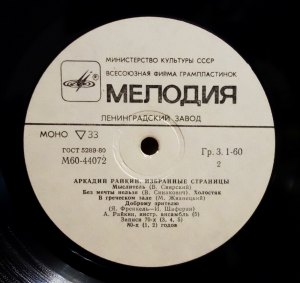 МИНИСТЕРСТВО КУЛЬТУРЫ СССР
ВСЕСОЮЗНАЯ ФИРМА ГРАМПЛАСТИНОК
МЕЛОДИЯ
ЛЕНИНГРАДСКИЙ ЗАВОД
МОНО ▽33
ГОСТ 5289-80
М60-44072
Гр. 3. 1-60
2
АРКАДИЙ РАЙКИН. ИЗБРАННЫЕ СТРАНИЦЫ
Мыслитель (В. Свирский)
Без мечты нельзя (В. Синакевич). Холостяк
В греческом зале (М. Жванецкий)
Доброму зрителю
(Я. Френкель—И. Шаферан)
А. Райкин, инстр. ансамбль (5)
Записи 70-х (3, 4, 5)
80-х (1, 2) годов